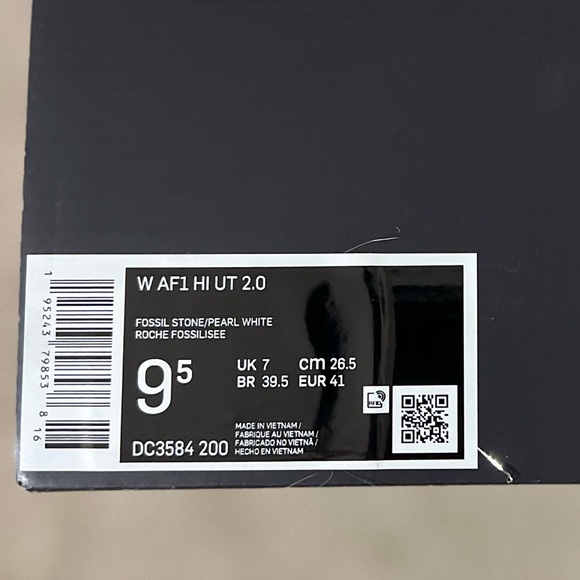 W AF1 HI UT 2.0
FOSSIL STONE/PEARL WHITE
ROCHE FOSSILISEE
9⁵
UK 7 cm 26.5
BR 39.5 EUR 41
RFID
DC3584 200
MADE IN VIETNAM /
FABRIQUE AU VIETNAM /
FABRICADO NO VIETNÃ /
HECHO EN VIETNAM
1 95243 79853 8 16